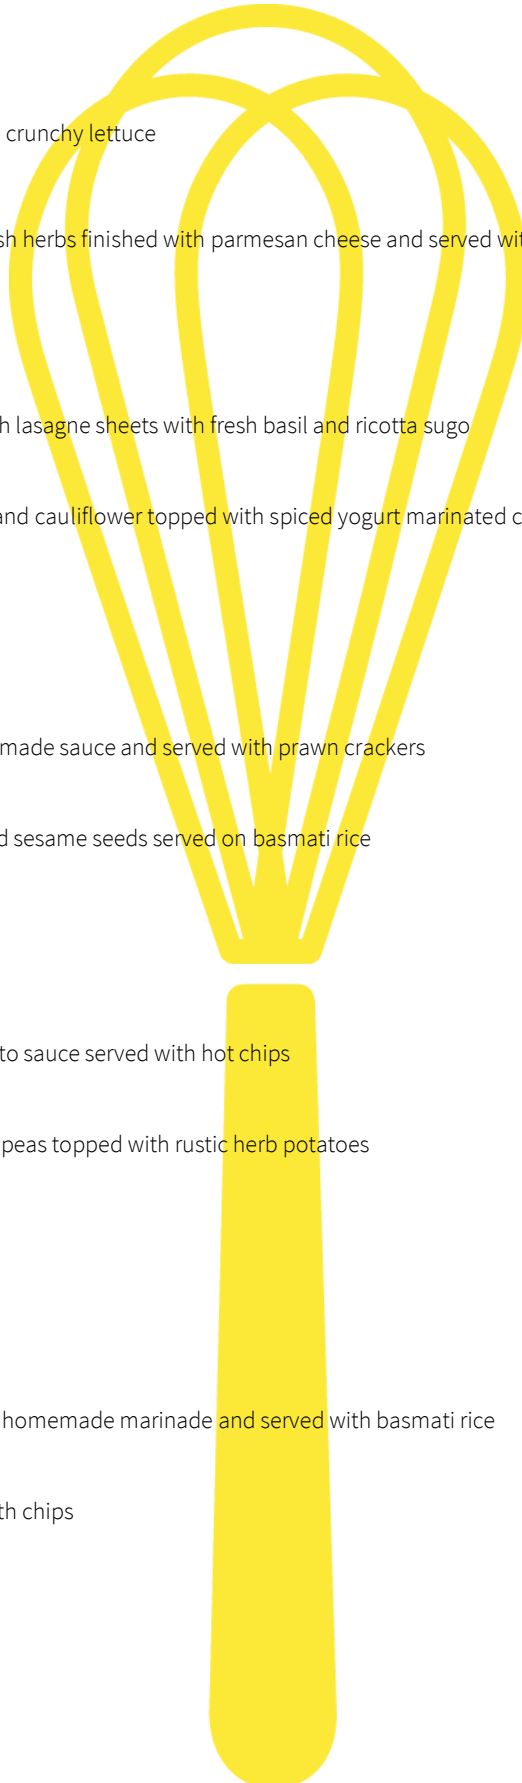 crunchy lettuce
herbs finished with parmesan cheese and served
lasagne sheets with fresh basil and ricotta sugo
and cauliflower topped with spiced yogurt marinated
made sauce and served with prawn crackers
sesame seeds served on basmati rice
to sauce served with hot chips
peas topped with rustic herb potatoes
homemade marinade and served with basmati rice
chips